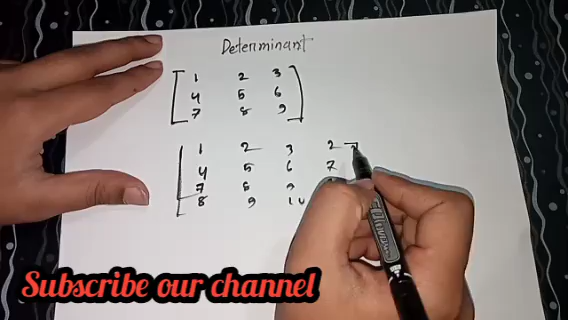 Determinant
1 2 3
4 5 6
7 8 9
1 2 3 2
4 5 6 7
7 8 9
8 9 10
Subscribe our channel